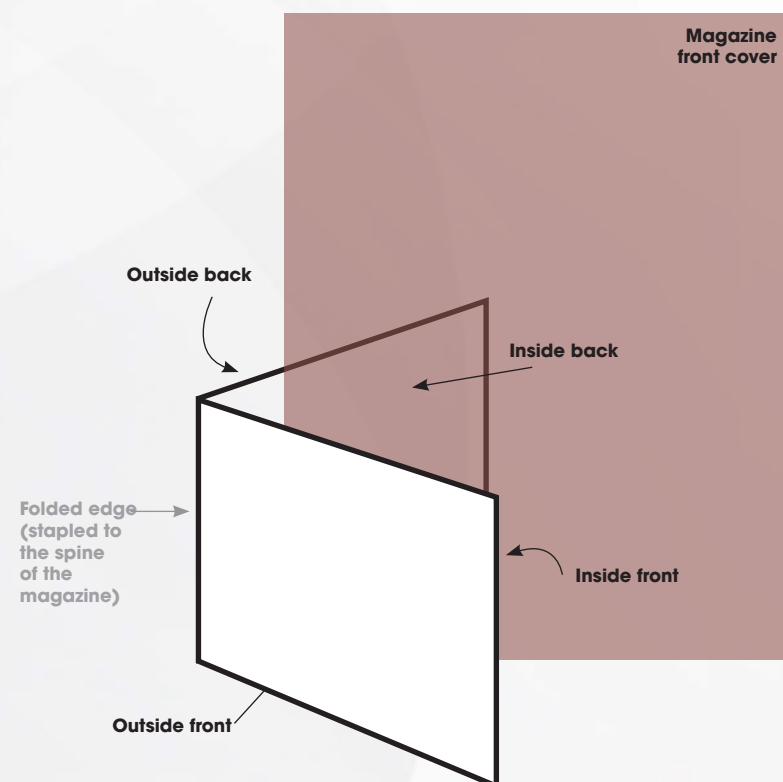 Magazine
front cover
Outside back
Inside back
Folded edge
(stapled to
the spine
of the
magazine)
Inside front
Outside front